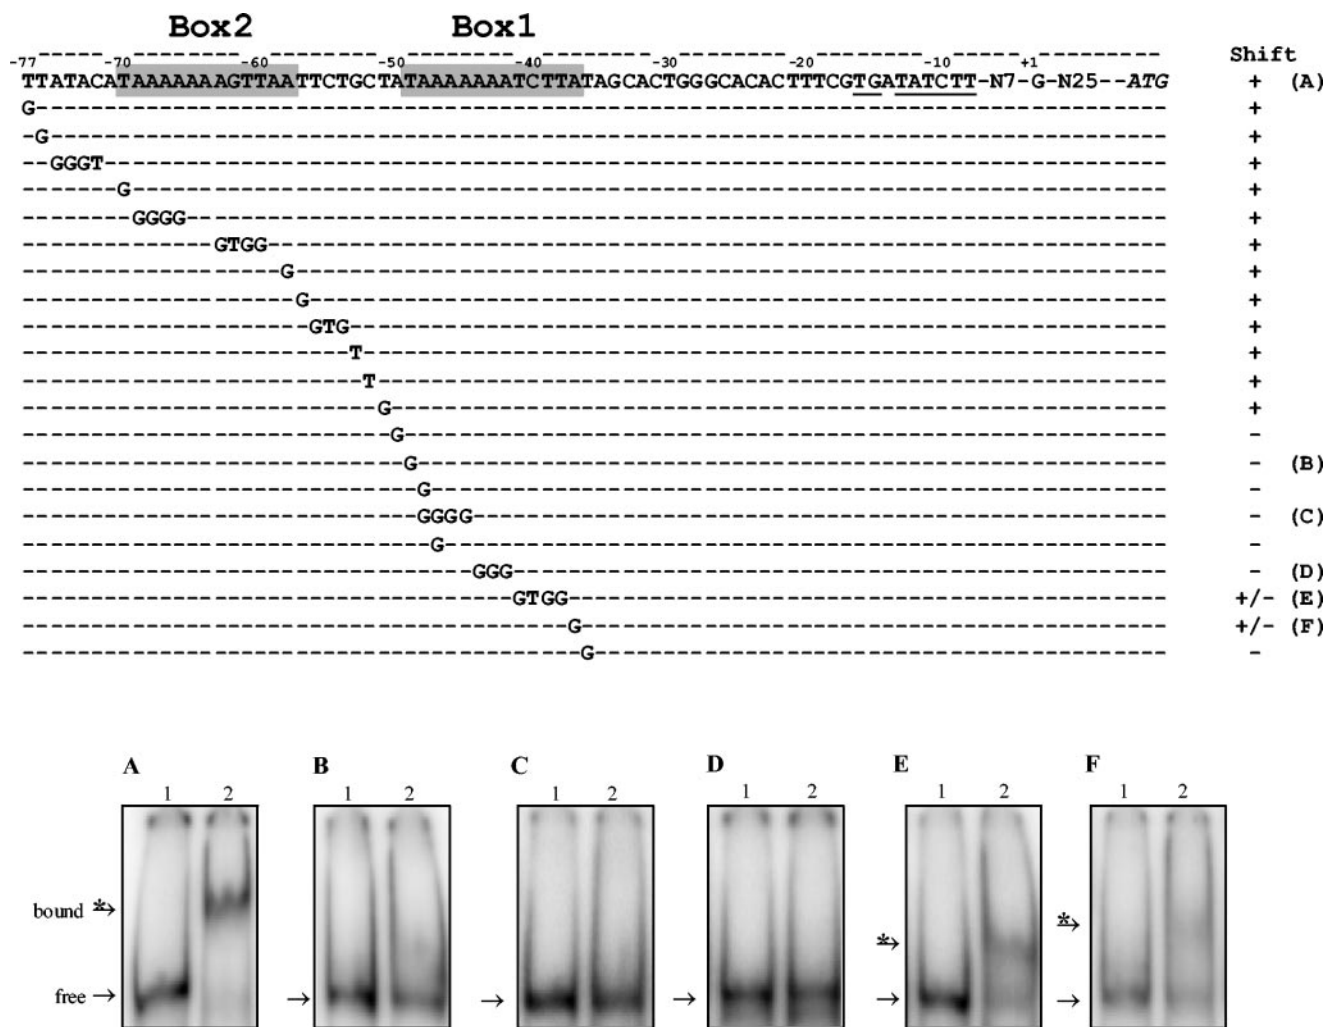 Box2 Box1
-77 -70 -60 -50 -40 -30 -20 -10 +1 Shift
TTATACATAAAAAAAGTTAATTCTGCTATAAAAAAATCTTATAGCACTGGGCACACTTTCGTGATATCTT-N7-G-N25--ATG + (A)
G------------------------------------------------------------------------------------ +
-G----------------------------------------------------------------------------------- +
--GGGT------------------------------------------------------------------------------- +
-------G----------------------------------------------------------------------------- +
--------GGGG------------------------------------------------------------------------- +
--------------GTGG------------------------------------------------------------------- +
-------------------G----------------------------------------------------------------- +
--------------------G---------------------------------------------------------------- +
---------------------GTG------------------------------------------------------------- +
------------------------T------------------------------------------------------------ +
-------------------------T----------------------------------------------------------- +
--------------------------G---------------------------------------------------------- +
---------------------------G--------------------------------------------------------- -
----------------------------G-------------------------------------------------------- - (B)
-----------------------------G------------------------------------------------------- -
-----------------------------GGGG---------------------------------------------------- - (C)
------------------------------G------------------------------------------------------ -
---------------------------------GGG------------------------------------------------- - (D)
------------------------------------GTGG--------------------------------------------- +/- (E)
----------------------------------------G-------------------------------------------- +/- (F)
-----------------------------------------G------------------------------------------- -
A B C D E F
1 2 1 2 1 2 1 2 1 2 1 2
bound *→
*→
*→
free → → → → → →